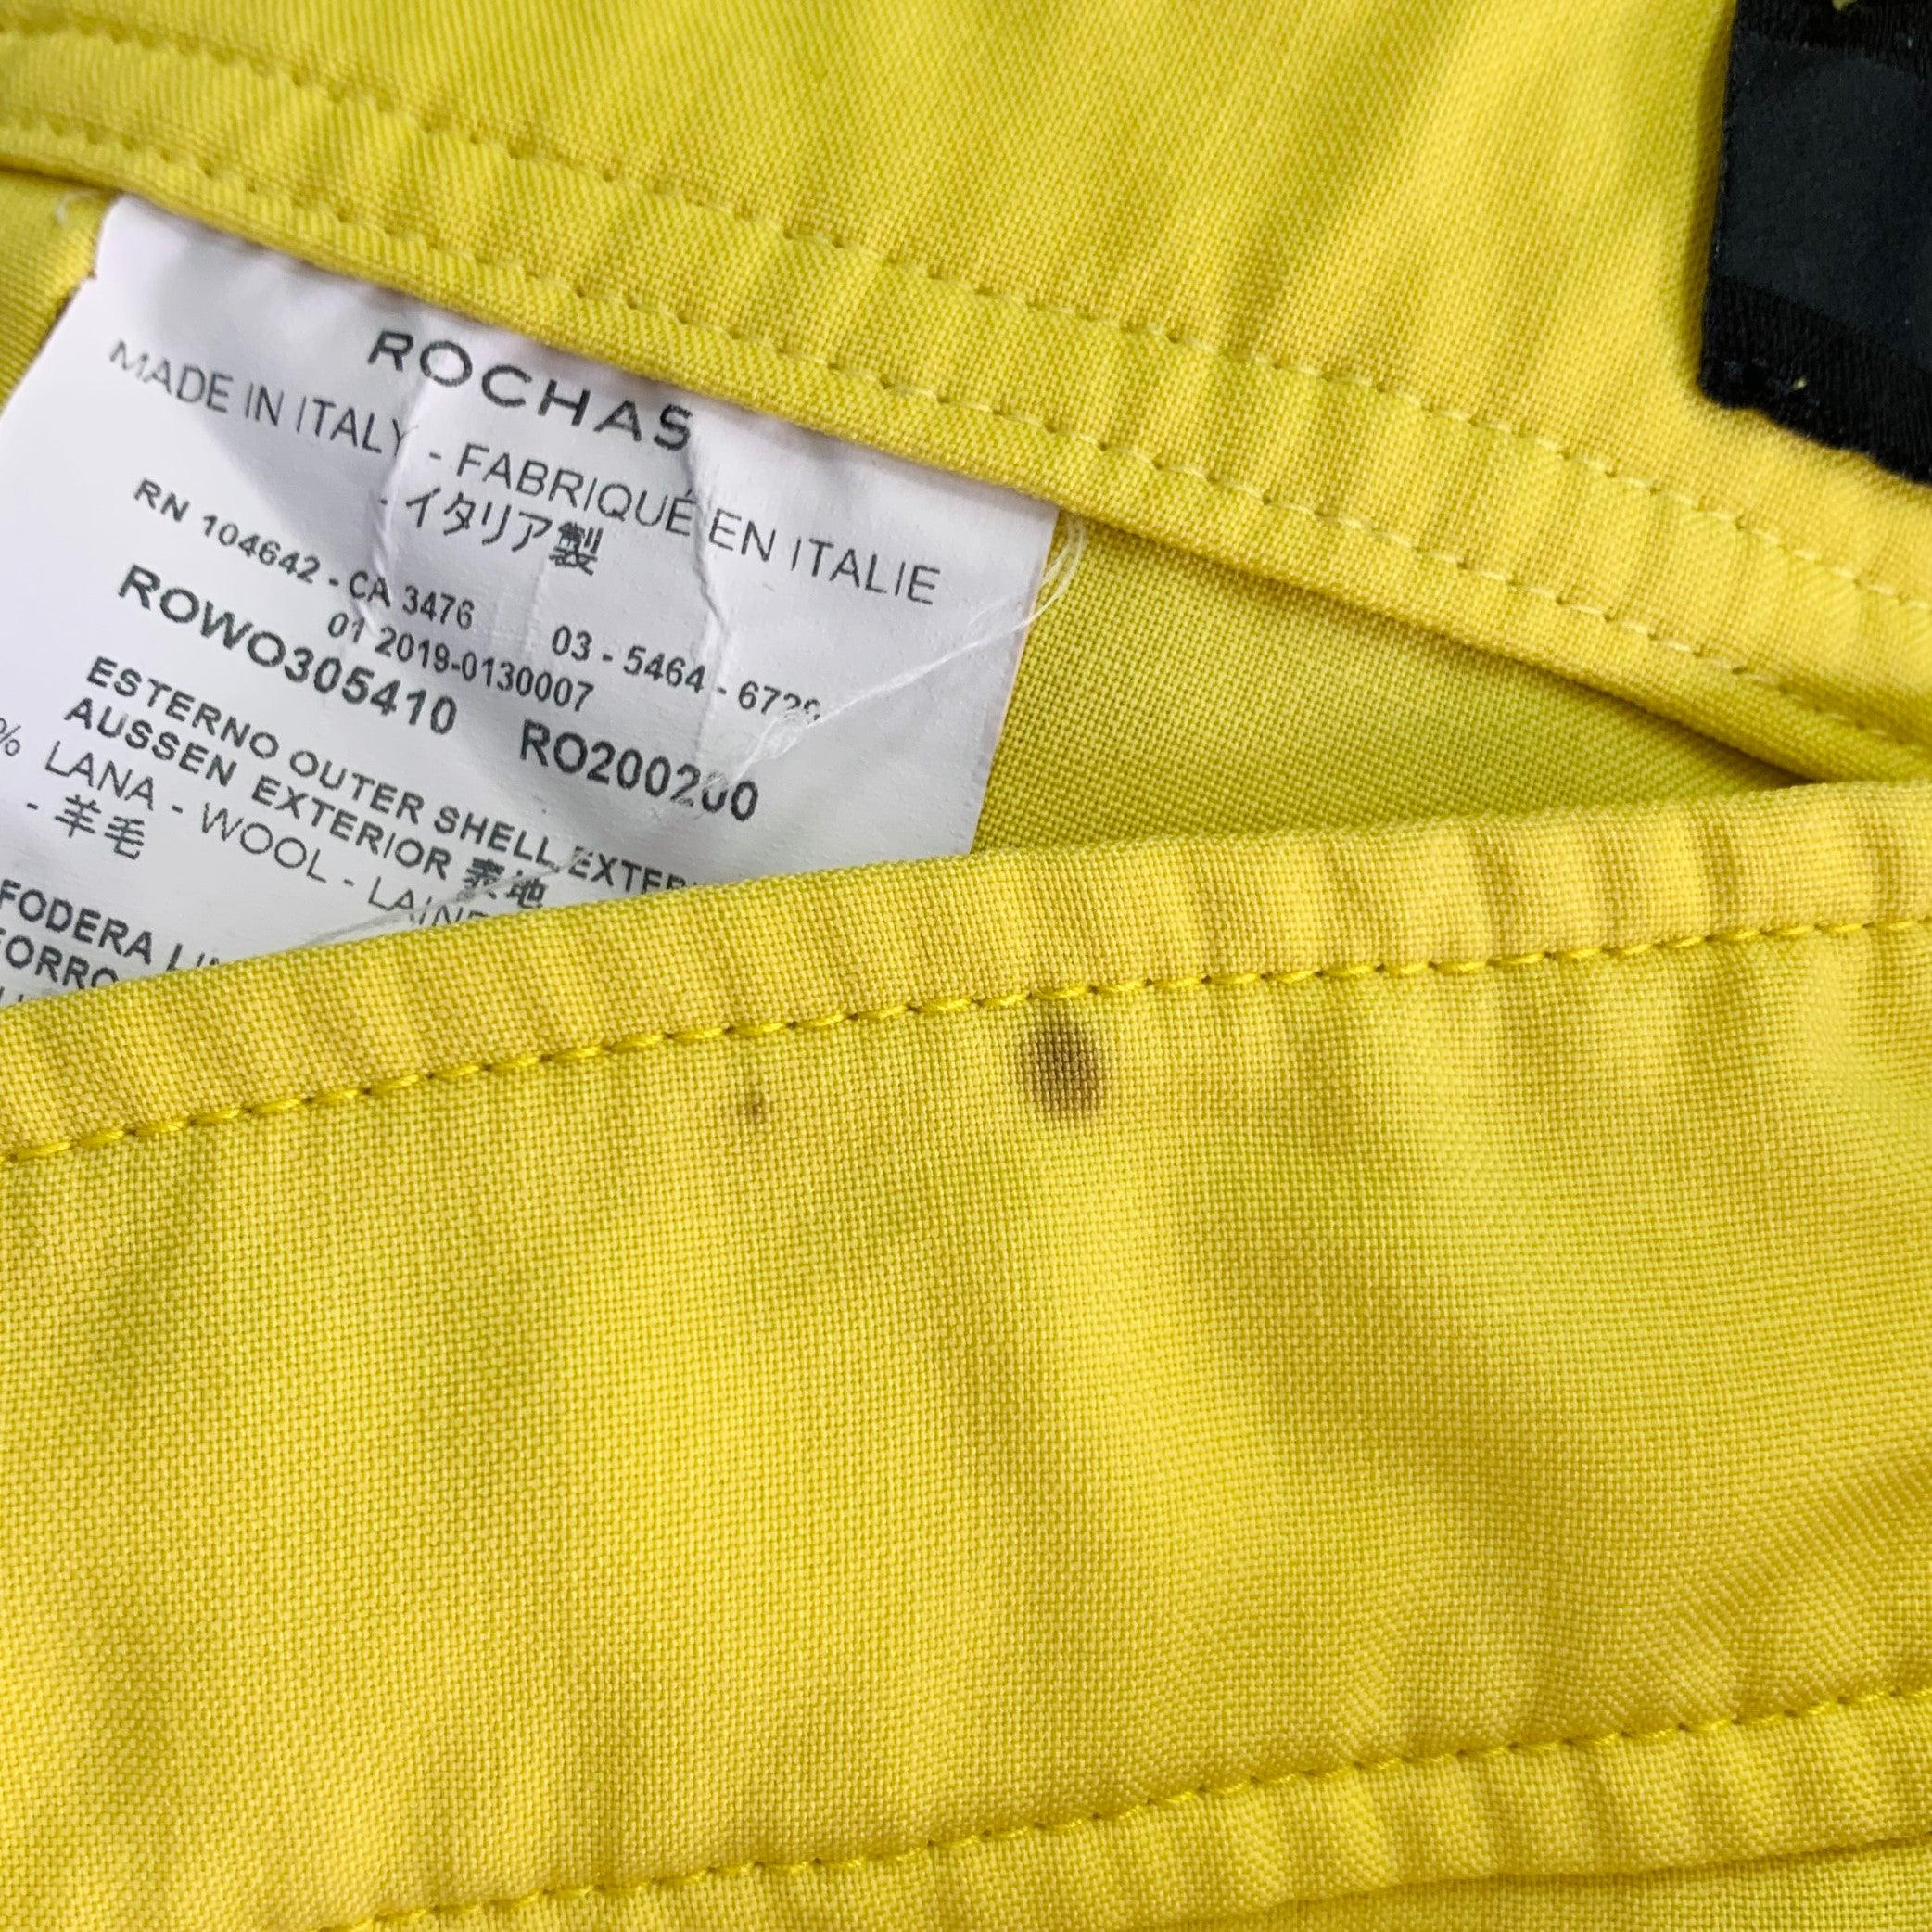 ROCHAS
MADE IN ITALY - FABRIQUÉ EN ITALIE
- イタリア製
RN 104642 - CA 3476 03 - 5464 -
01 2019-0130007
ROWO305410 RO200200
ESTERNO OUTER SHELL
AUSSEN EXTERIOR 表地
% LANA - WOOL -
- 羊毛
FODERA